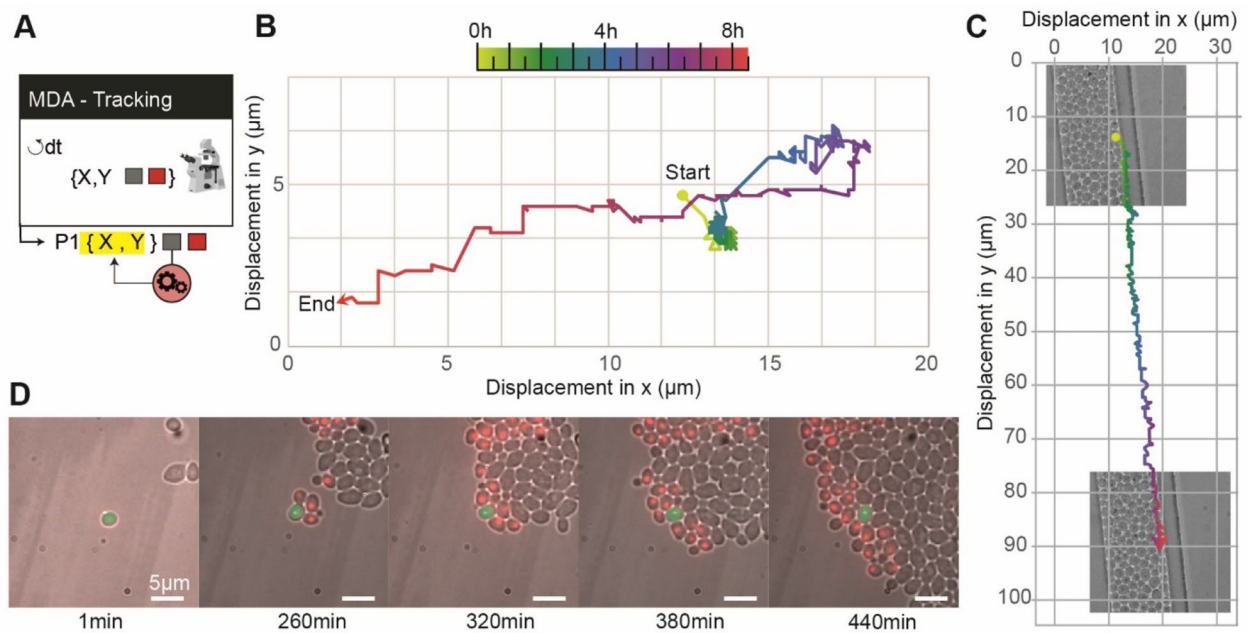 A
MDA - Tracking
dt
{X,Y }
P1 { X , Y }
B
0h 4h 8h
Displacement in y (µm)
5
0
Start
End
0 5 10 15 20
Displacement in x (µm)
C
Displacement in x (µm)
0 10 20 30
Displacement in y (µm)
0
10
20
30
40
50
60
70
80
90
100
D
5µm
1min 260min 320min 380min 440min